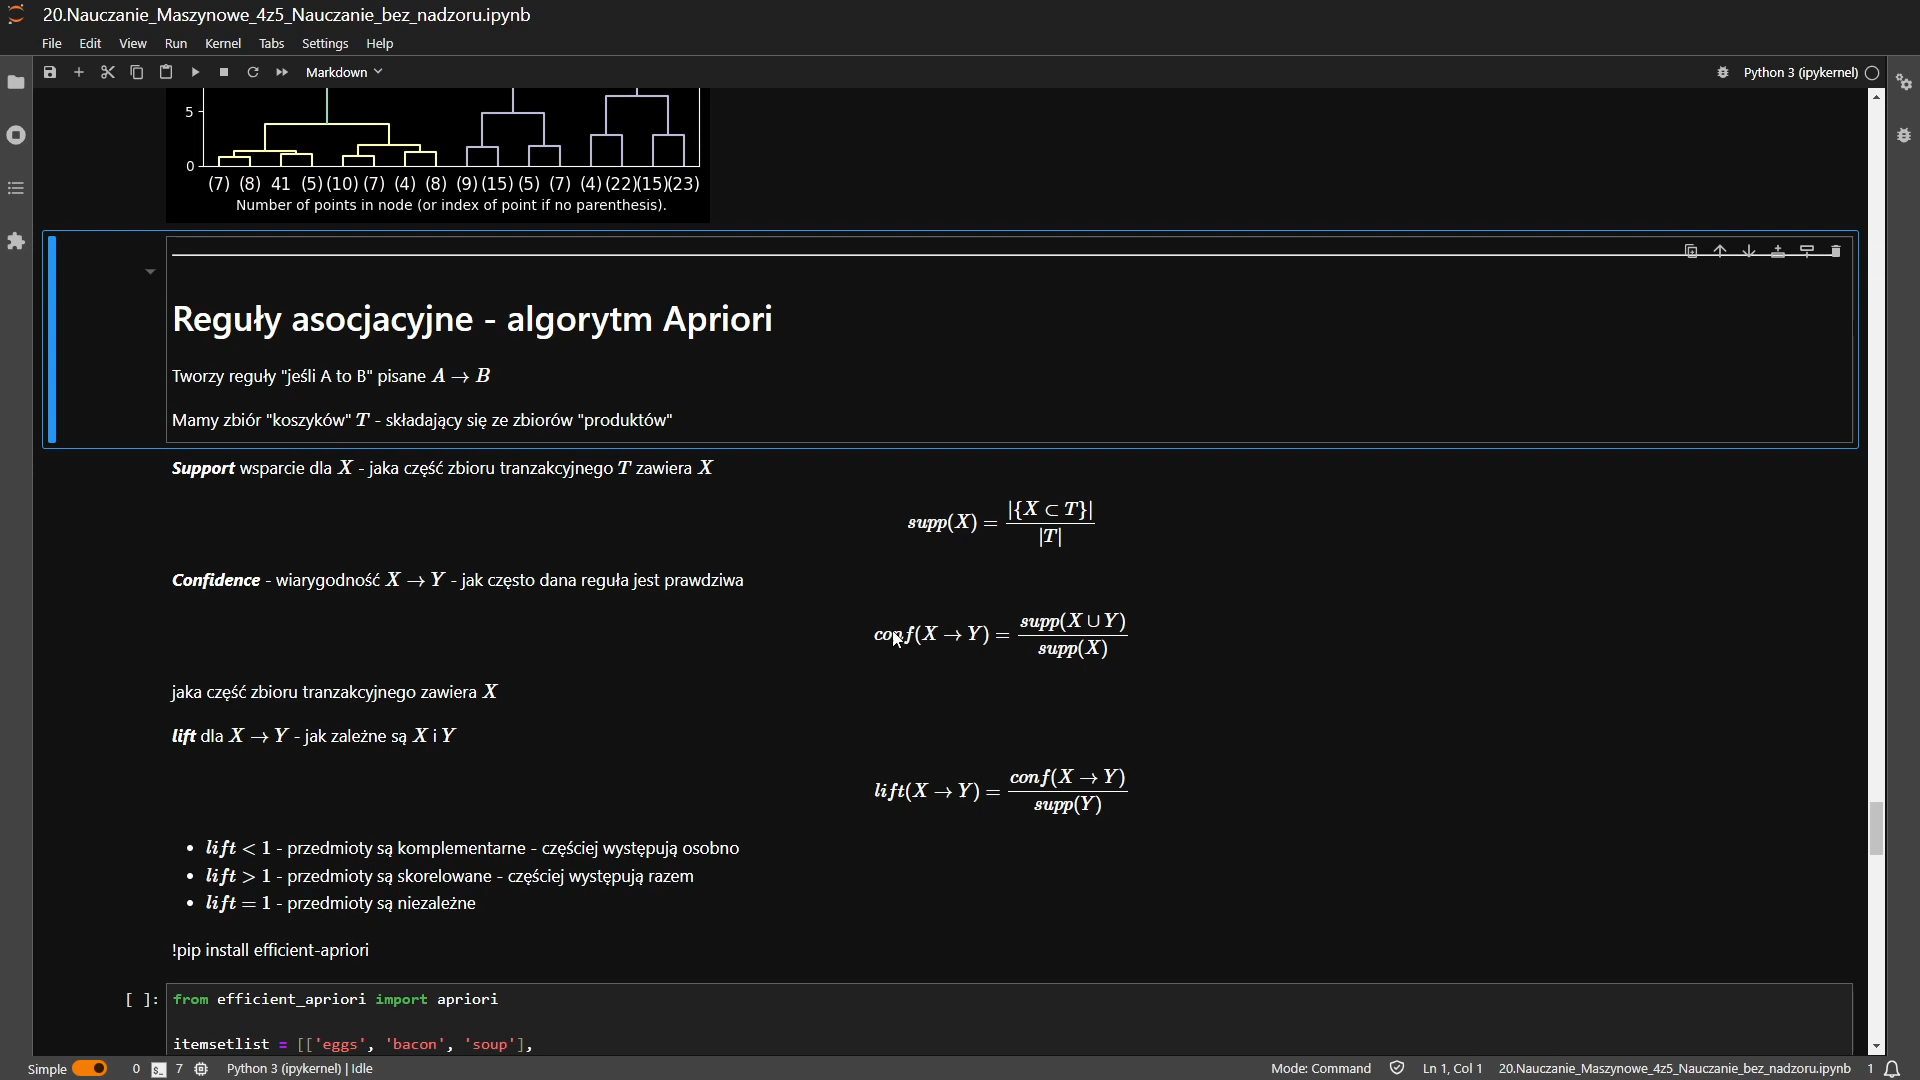 20.Nauczanie_Maszynowe_4z5_Nauczanie_bez_nadzoru.ipynb
File Edit View Run Kernel Tabs Settings Help
Markdown
Python 3 (ipykernel)
5
0
(7) (8) 41 (5) (10) (7) (4) (8) (9) (15) (5) (7) (4) (22) (15) (23)
Number of points in node (or index of point if no parenthesis).
Reguły asocjacyjne - algorytm Apriori
Tworzy reguły "jeśli A to B" pisane A → B
Mamy zbiór "koszyków" T - składający się ze zbiorów "produktów"
Support wsparcie dla X - jaka część zbioru tranzakcyjnego T zawiera X
supp(X) = |{X ⊂ T}| / |T|
Confidence - wiarygodność X → Y - jak często dana reguła jest prawdziwa
conf(X → Y) = supp(X ∪ Y) / supp(X)
jaka część zbioru tranzakcyjnego zawiera X
lift dla X → Y - jak zależne są X i Y
lift(X → Y) = conf(X → Y) / supp(Y)
• lift < 1 - przedmioty są komplementarne - częściej występują osobno
• lift > 1 - przedmioty są skorelowane - częściej występują razem
• lift = 1 - przedmioty są niezależne
!pip install efficient-apriori
[ ]: from efficient_apriori import apriori
itemsetlist = [['eggs', 'bacon', 'soup'],
Simple 0 7 Python 3 (ipykernel) | Idle
Mode: Command Ln 1, Col 1 20.Nauczanie_Maszynowe_4z5_Nauczanie_bez_nadzoru.ipynb 1